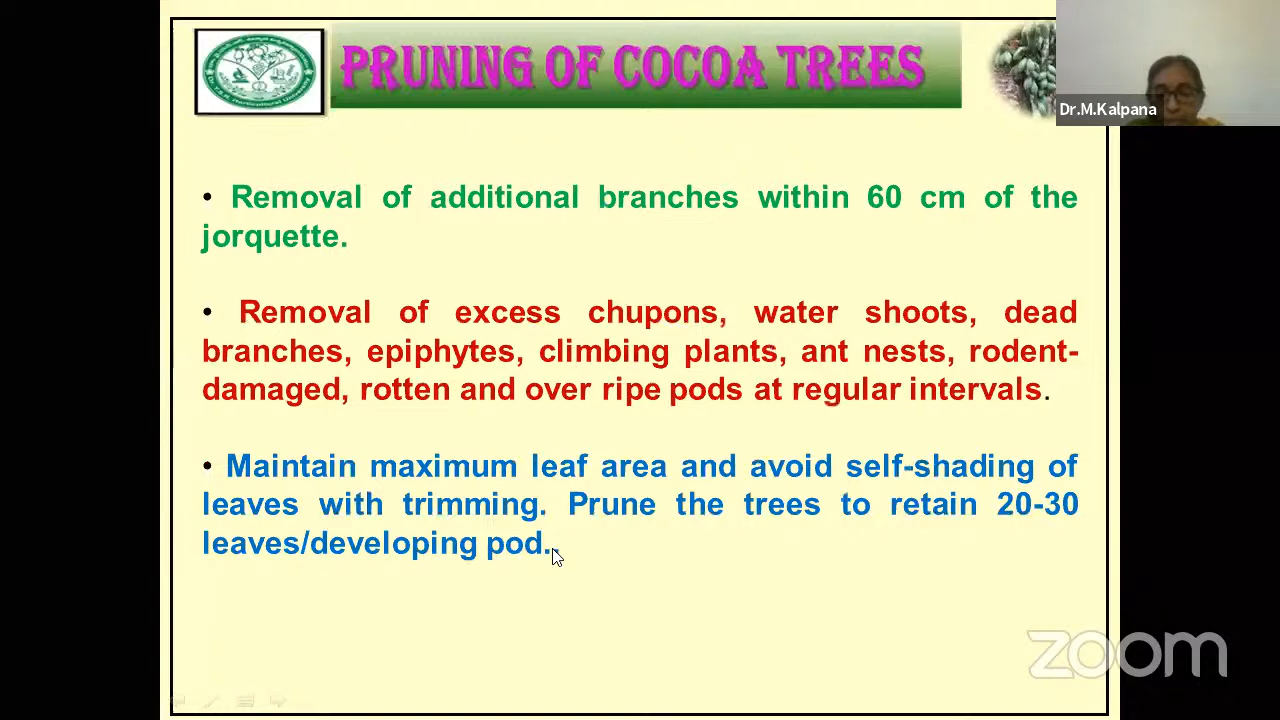 PRUNING OF COCOA TREES
Dr.M.Kalpana
• Removal of additional branches within 60 cm of the
jorquette.
• Removal of excess chupons, water shoots, dead
branches, epiphytes, climbing plants, ant nests, rodent-
damaged, rotten and over ripe pods at regular intervals.
• Maintain maximum leaf area and avoid self-shading of
leaves with trimming. Prune the trees to retain 20-30
leaves/developing pod..
zoom